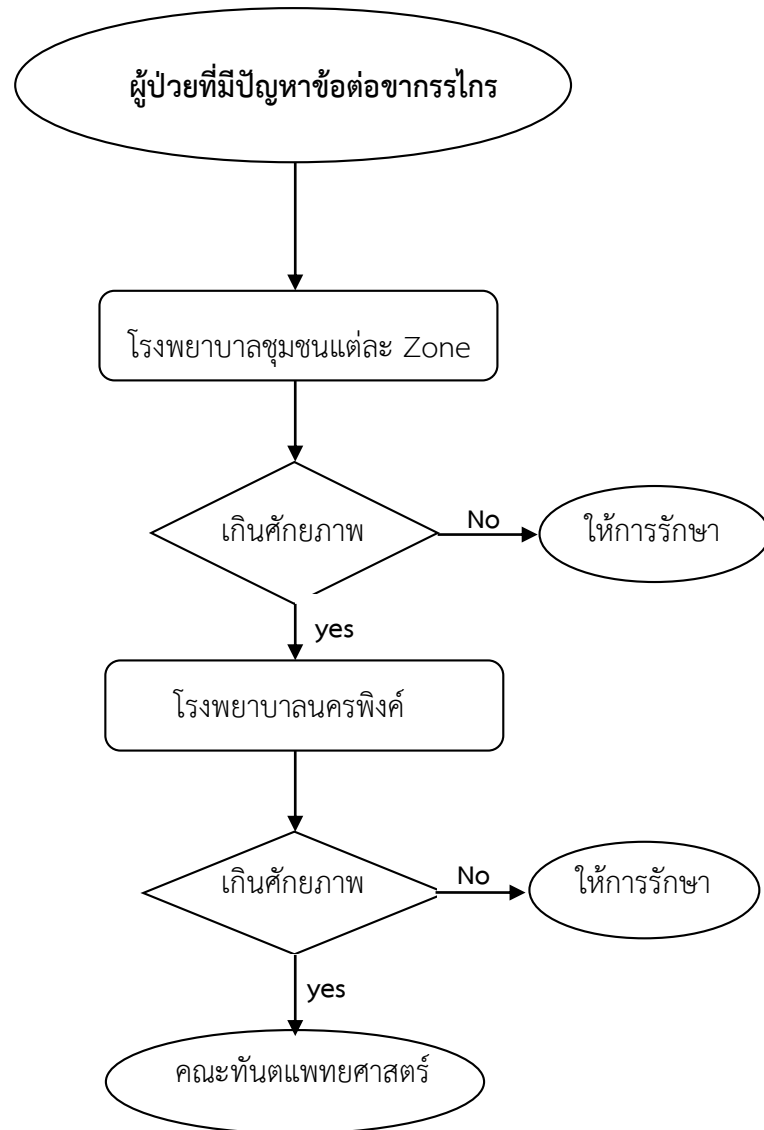 ผู้ป่วยที่มีปัญหาข้อต่อขากรรไกร
โรงพยาบาลชุมชนแต่ละ Zone
เกินศักยภาพ
No
ให้การรักษา
yes
โรงพยาบาลนครพิงค์
เกินศักยภาพ
No
ให้การรักษา
yes
คณะทันตแพทยศาสตร์